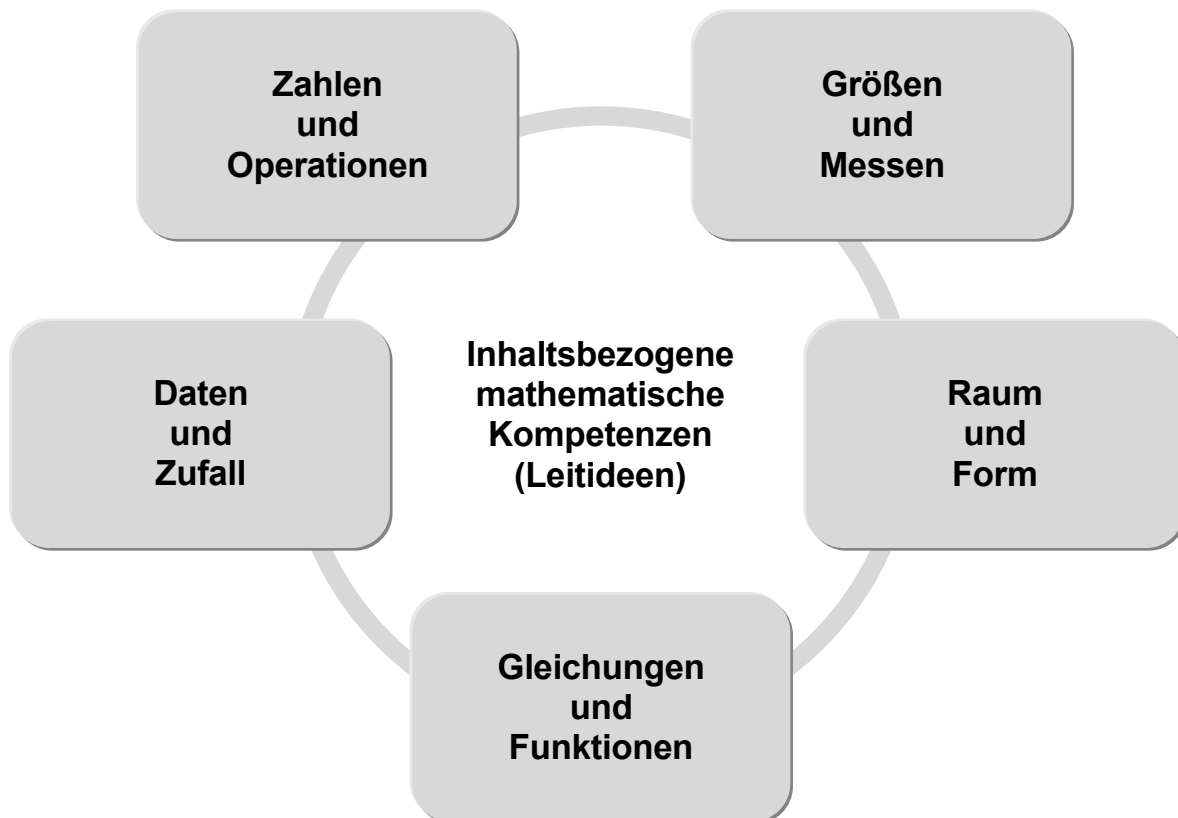 Zahlen
und
Operationen
Größen
und
Messen
Daten
und
Zufall
Inhaltsbezogene
mathematische
Kompetenzen
(Leitideen)
Raum
und
Form
Gleichungen
und
Funktionen